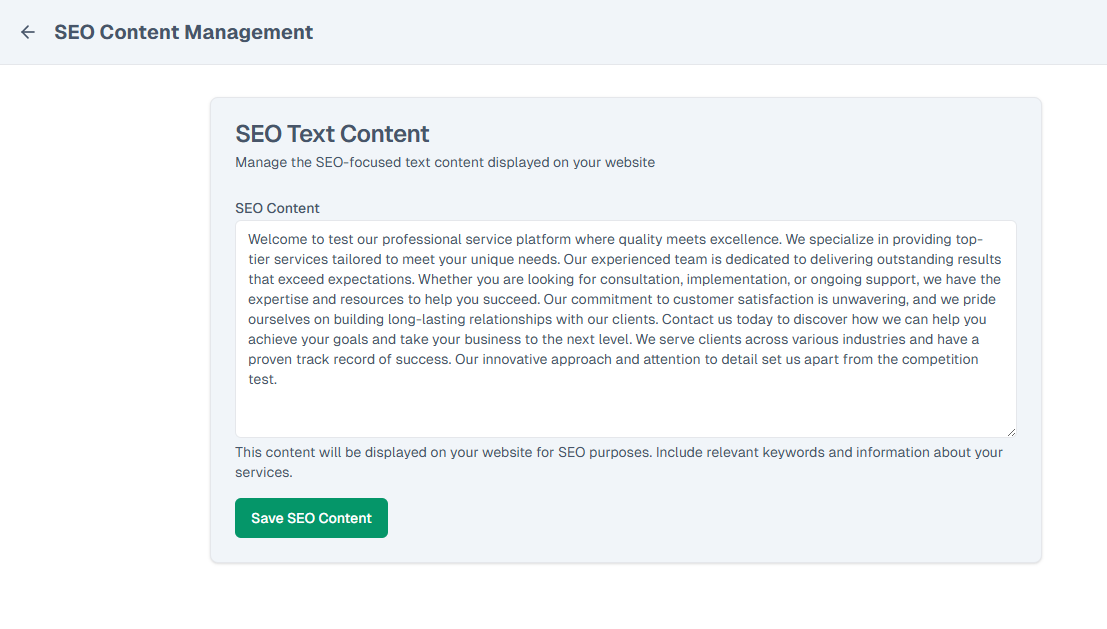 SEO Content Management
SEO Text Content
Manage the SEO-focused text content displayed on your website
SEO Content
Welcome to test our professional service platform where quality meets excellence. We specialize in providing top-
tier services tailored to meet your unique needs. Our experienced team is dedicated to delivering outstanding results
that exceed expectations. Whether you are looking for consultation, implementation, or ongoing support, we have the
expertise and resources to help you succeed. Our commitment to customer satisfaction is unwavering, and we pride
ourselves on building long-lasting relationships with our clients. Contact us today to discover how we can help you
achieve your goals and take your business to the next level. We serve clients across various industries and have a
proven track record of success. Our innovative approach and attention to detail set us apart from the competition
test.
This content will be displayed on your website for SEO purposes. Include relevant keywords and information about your
services.
Save SEO Content